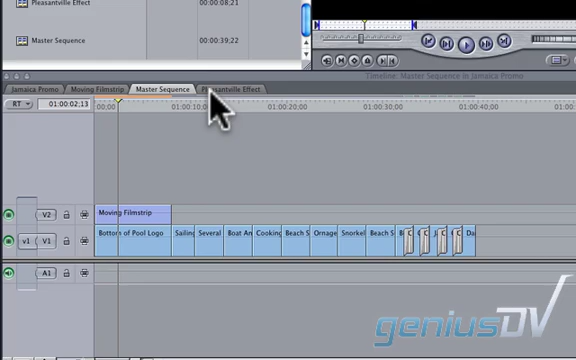 Pleasantville Effect 00:00:08;21
Master Sequence 00:00:39;22
Timeline: Master Sequence in Jamaica Promo
Jamaica Promo Moving Filmstrip Master Sequence Pleasantville Effect
RT 01:00:02;13 00:00 01:00:10;00 01:00:20;00 01:00:30;00 01:00:40;00
V2 Moving Filmstrip
v1 V1 Bottom of Pool Logo Sailing Several Boat An Cooking Beach S Ornage Snorkel Beach S Da
A1
geniusDV